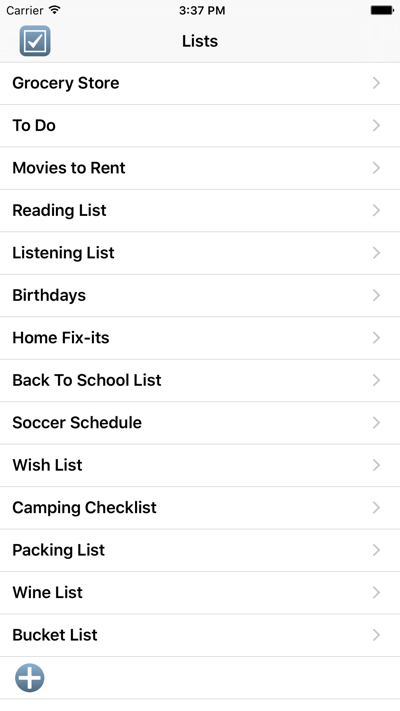 Carrier 3:37 PM
Lists
Grocery Store
To Do
Movies to Rent
Reading List
Listening List
Birthdays
Home Fix-its
Back To School List
Soccer Schedule
Wish List
Camping Checklist
Packing List
Wine List
Bucket List